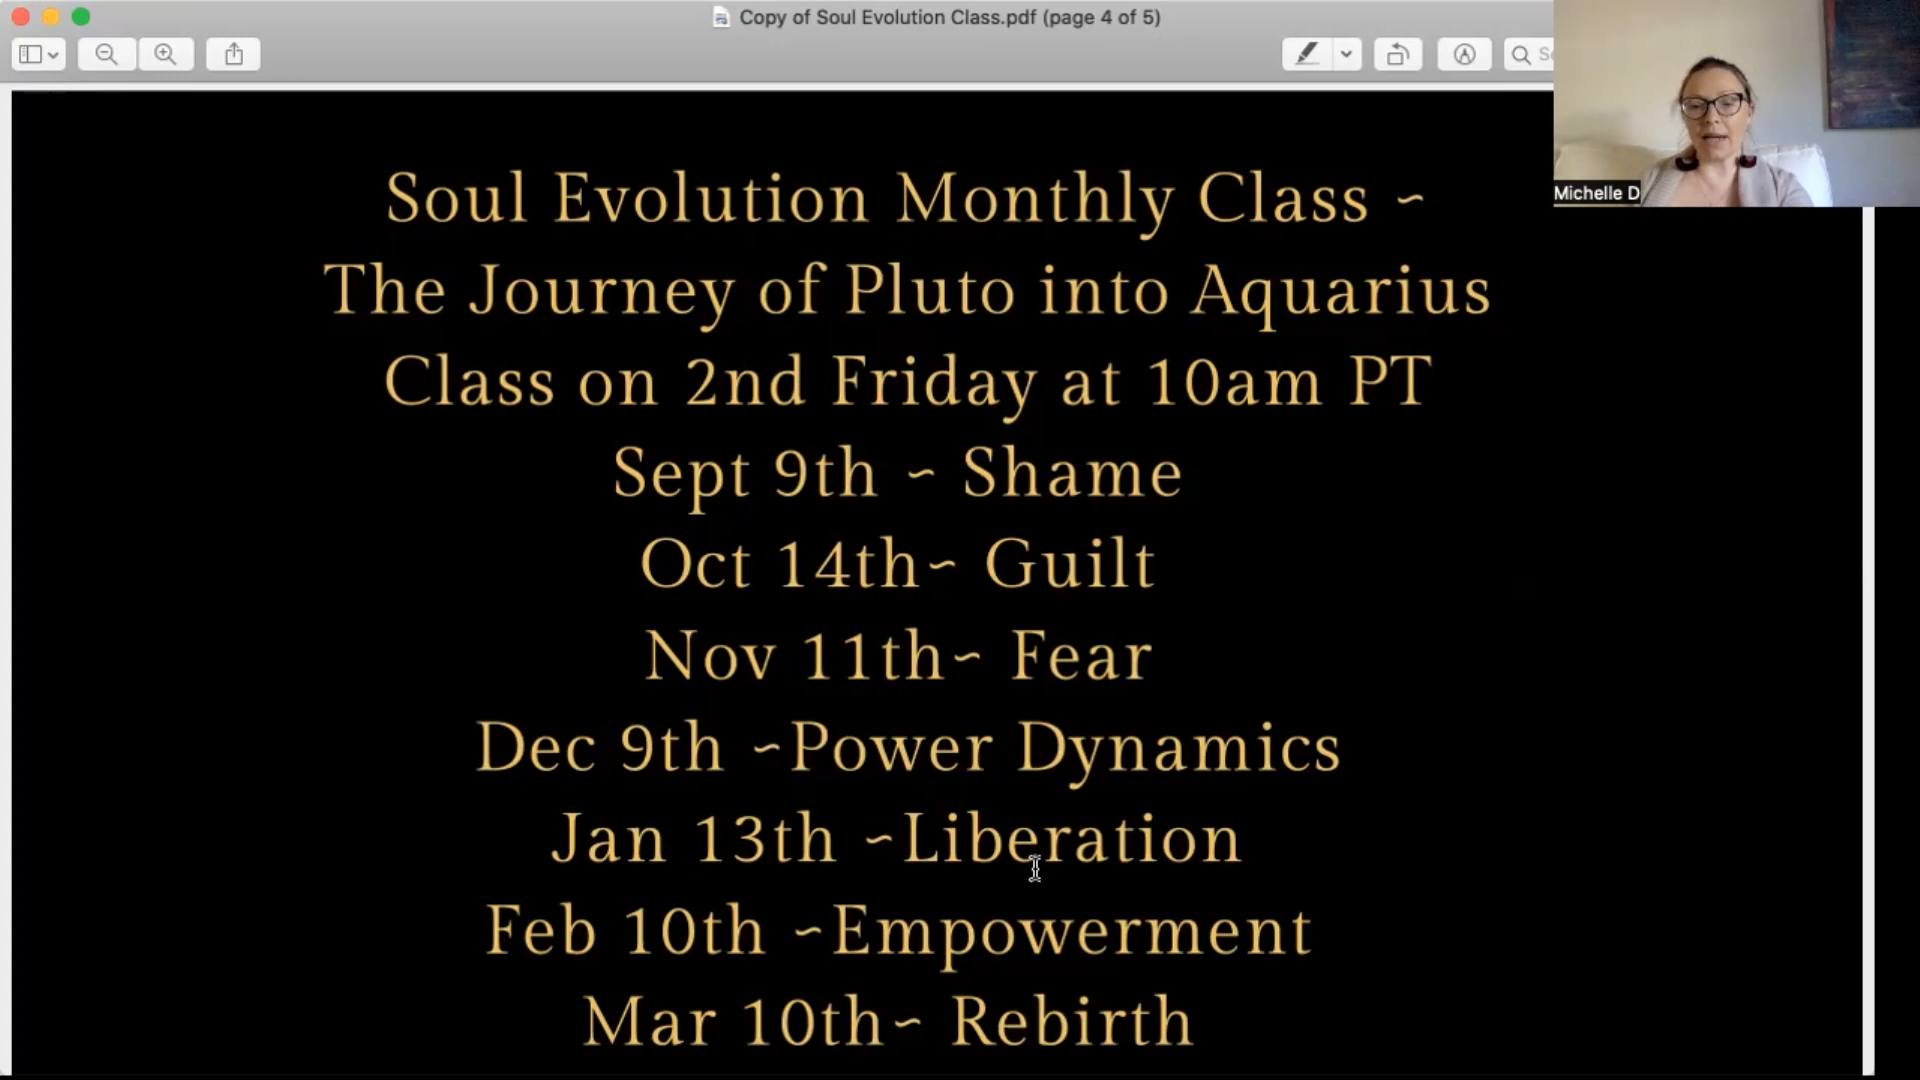 Copy of Soul Evolution Class.pdf (page 4 of 5)
Michelle D
Soul Evolution Monthly Class ~
The Journey of Pluto into Aquarius
Class on 2nd Friday at 10am PT
Sept 9th ~ Shame
Oct 14th~ Guilt
Nov 11th~ Fear
Dec 9th ~Power Dynamics
Jan 13th ~Liberation
Feb 10th ~Empowerment
Mar 10th~ Rebirth